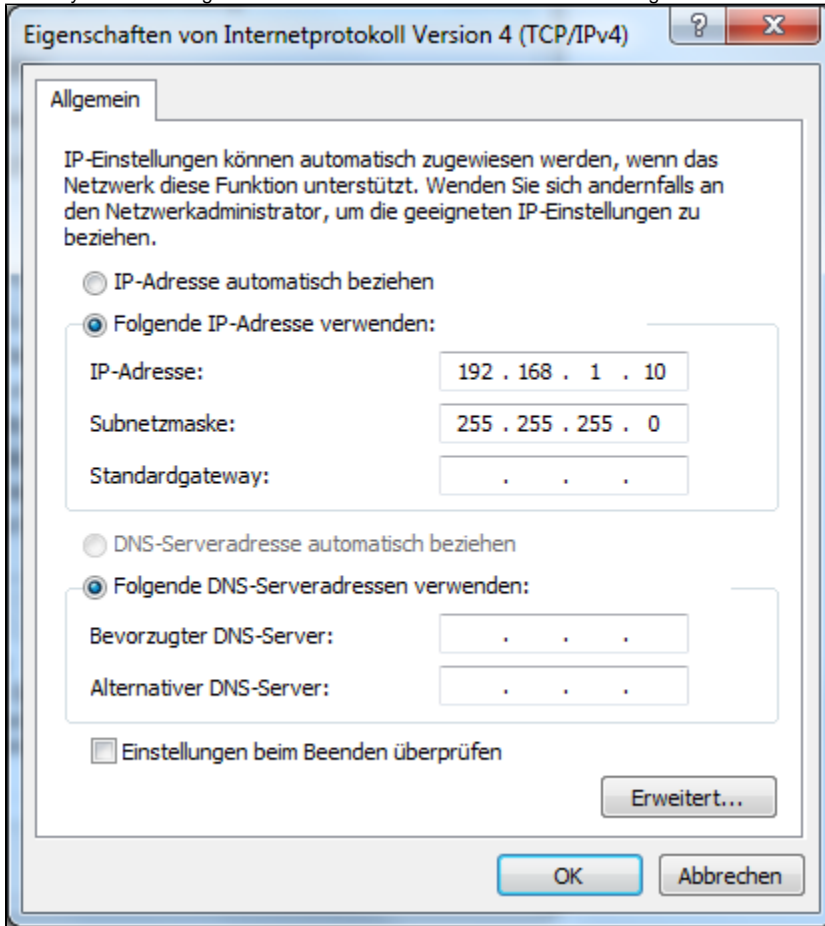 Eigenschaften von Internetprotokoll Version 4 (TCP/IPv4)
Allgemein
IP-Einstellungen können automatisch zugewiesen werden, wenn das
Netzwerk diese Funktion unterstützt. Wenden Sie sich andernfalls an
den Netzwerkadministrator, um die geeigneten IP-Einstellungen zu
beziehen.
IP-Adresse automatisch beziehen
Folgende IP-Adresse verwenden:
IP-Adresse: 192 . 168 . 1 . 10
Subnetzmaske: 255 . 255 . 255 . 0
Standardgateway: . . .
DNS-Serveradresse automatisch beziehen
Folgende DNS-Serveradressen verwenden:
Bevorzugter DNS-Server: . . .
Alternativer DNS-Server: . . .
Einstellungen beim Beenden überprüfen
Erweitert...
OK Abbrechen